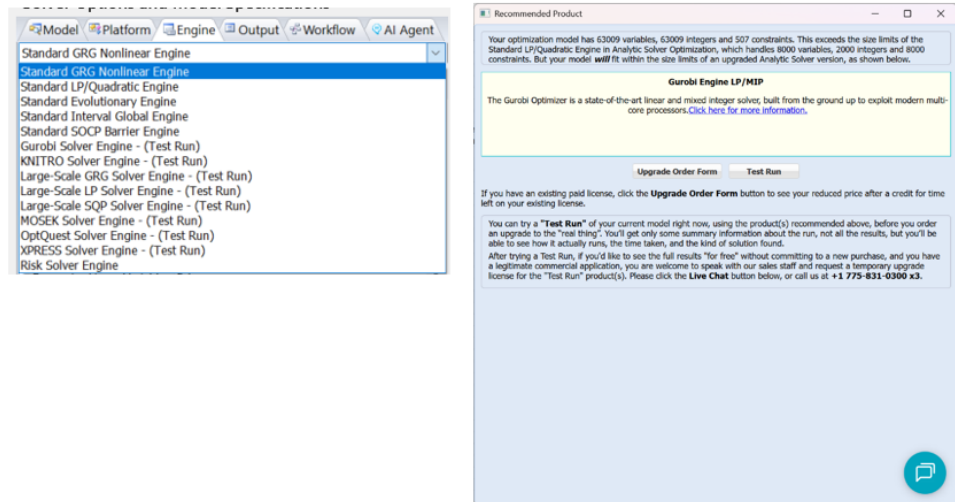 Solver Options and Model Specifications
Model Platform Engine Output Workflow AI Agent
Standard GRG Nonlinear Engine
Standard GRG Nonlinear Engine
Standard LP/Quadratic Engine
Standard Evolutionary Engine
Standard Interval Global Engine
Standard SOCP Barrier Engine
Gurobi Solver Engine - (Test Run)
KNITRO Solver Engine - (Test Run)
Large-Scale GRG Solver Engine - (Test Run)
Large-Scale LP Solver Engine - (Test Run)
Large-Scale SQP Solver Engine - (Test Run)
MOSEK Solver Engine - (Test Run)
OptQuest Solver Engine - (Test Run)
XPRESS Solver Engine - (Test Run)
Risk Solver Engine
Recommended Product
Your optimization model has 63009 variables, 63009 integers and 507 constraints. This exceeds the size limits of the
Standard LP/Quadratic Engine in Analytic Solver Optimization, which handles 8000 variables, 2000 integers and 8000
constraints. But your model will fit within the size limits of an upgraded Analytic Solver version, as shown below.
Gurobi Engine LP/MIP
The Gurobi Optimizer is a state-of-the-art linear and mixed integer solver, built from the ground up to exploit modern multi-
core processors.Click here for more information.
Upgrade Order Form Test Run
If you have an existing paid license, click the Upgrade Order Form button to see your reduced price after a credit for time
left on your existing license.
You can try a "Test Run" of your current model right now, using the product(s) recommended above, before you order
an upgrade to the "real thing". You'll get only some summary information about the run, not all the results, but you'll be
able to see how it actually runs, the time taken, and the kind of solution found.
After trying a Test Run, if you'd like to see the full results "for free" without committing to a new purchase, and you have
a legitimate commercial application, you are welcome to speak with our sales staff and request a temporary upgrade
license for the "Test Run" product(s). Please click the Live Chat button below, or call us at +1 775-831-0300 x3.